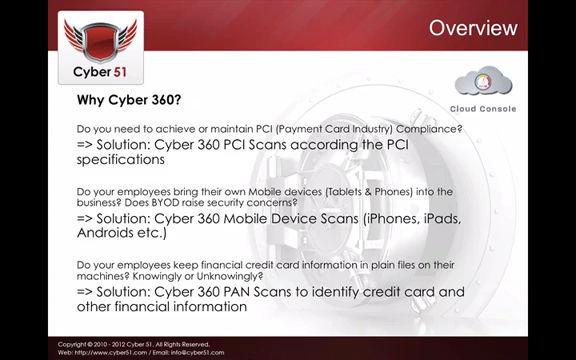 Overview
Cyber 51
Cloud Console
Why Cyber 360?
Do you need to achieve or maintain PCI (Payment Card Industry) Compliance?
=> Solution: Cyber 360 PCI Scans according the PCI
specifications
Do your employees bring their own Mobile devices (Tablets & Phones) into the
business? Does BYOD raise security concerns?
=> Solution: Cyber 360 Mobile Device Scans (iPhones, iPads,
Androids etc.)
Do your employees keep financial credit card information in plain files on their
machines? Knowingly or Unknowingly?
=> Solution: Cyber 360 PAN Scans to identify credit card and
other financial information
Copyright © 2010 - 2012 Cyber 51. All Rights Reserved.
Web: http://www.cyber51.com / Email: info@cyber51.com